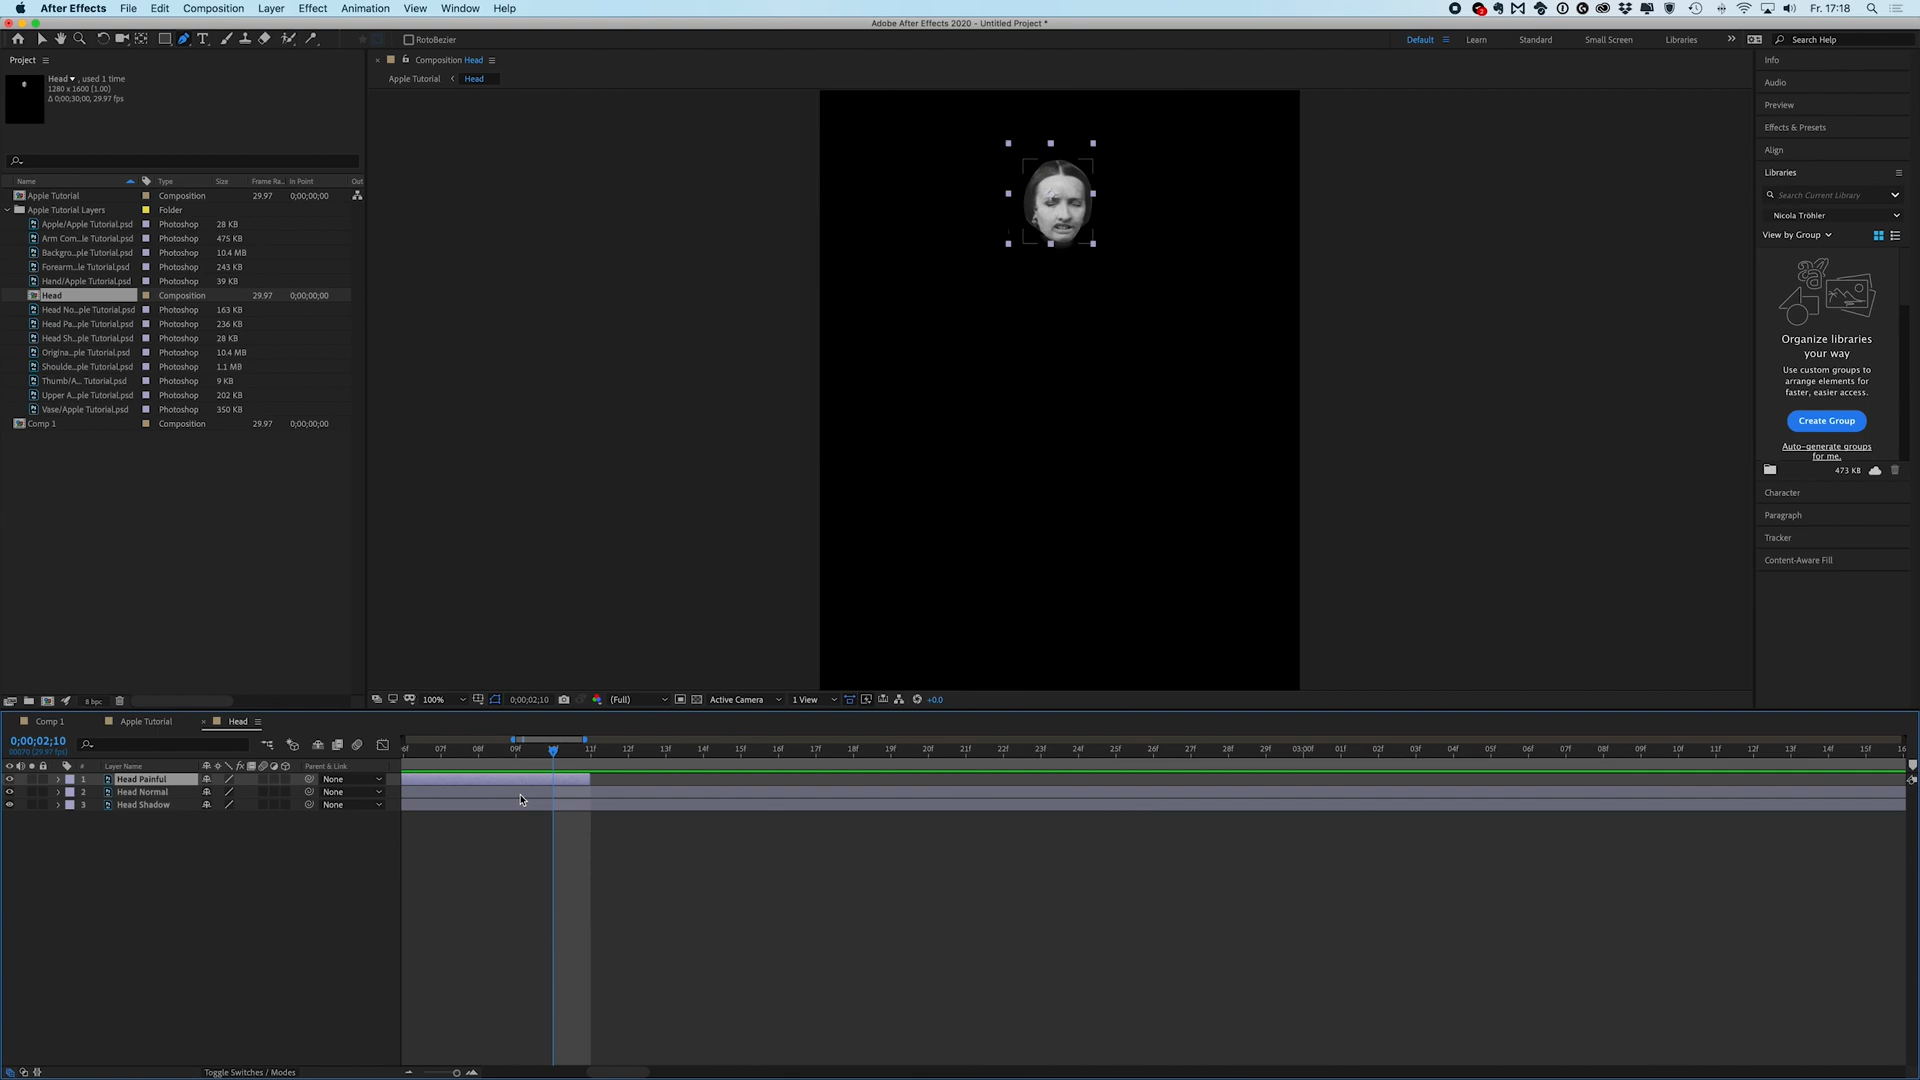 After Effects File Edit Composition Layer Effect Animation View Window Help Fr. 17:18
Adobe After Effects 2020 - Untitled Project *
RotoBezier Default Learn Standard Small Screen Libraries Search Help
Project
Head, used 1 time
1280 x 1600 (1.00)
Δ 0;00;30;00, 29.97 fps
Name Type Size Frame Ra... In Point Out
Apple Tutorial Composition 29.97 0;00;00;00
Apple Tutorial Layers Folder
Apple/Apple Tutorial.psd Photoshop 28 KB
Arm Com...le Tutorial.psd Photoshop 475 KB
Backgro...ple Tutorial.psd Photoshop 10.4 MB
Forearm...le Tutorial.psd Photoshop 243 KB
Hand/Apple Tutorial.psd Photoshop 39 KB
Head Composition 29.97 0;00;00;00
Head No...ple Tutorial.psd Photoshop 163 KB
Head Pa...ple Tutorial.psd Photoshop 236 KB
Head Sh...ple Tutorial.psd Photoshop 28 KB
Origina...ple Tutorial.psd Photoshop 10.4 MB
Shoulde...ple Tutorial.psd Photoshop 1.1 MB
Thumb/A... Tutorial.psd Photoshop 9 KB
Upper A...ple Tutorial.psd Photoshop 202 KB
Vase/Apple Tutorial.psd Photoshop 350 KB
Comp 1 Composition 29.97 0;00;00;00
8 bpc
Composition Head
Apple Tutorial Head
100% 0;00;02;10 (Full) Active Camera 1 View +0.0
Info
Audio
Preview
Effects & Presets
Align
Libraries
Search Current Library
Nicola Tröhler
View by Group
Organize libraries
your way
Use custom groups to
arrange elements for
faster, easier access.
Create Group
Auto-generate groups
for me.
473 KB
Character
Paragraph
Tracker
Content-Aware Fill
Comp 1 Apple Tutorial Head
0;00;02;10
00070 (29.97 fps)
6f 07f 08f 09f 10f 11f 12f 13f 14f 15f 16f 17f 18f 19f 20f 21f 22f 23f 24f 25f 26f 27f 28f 29f 03:00f 01f 02f 03f 04f 05f 06f 07f 08f 09f 10f 11f 12f 13f 14f 15f 16
# Layer Name fx Parent & Link
1 Head Painful None
2 Head Normal None
3 Head Shadow None
Toggle Switches / Modes